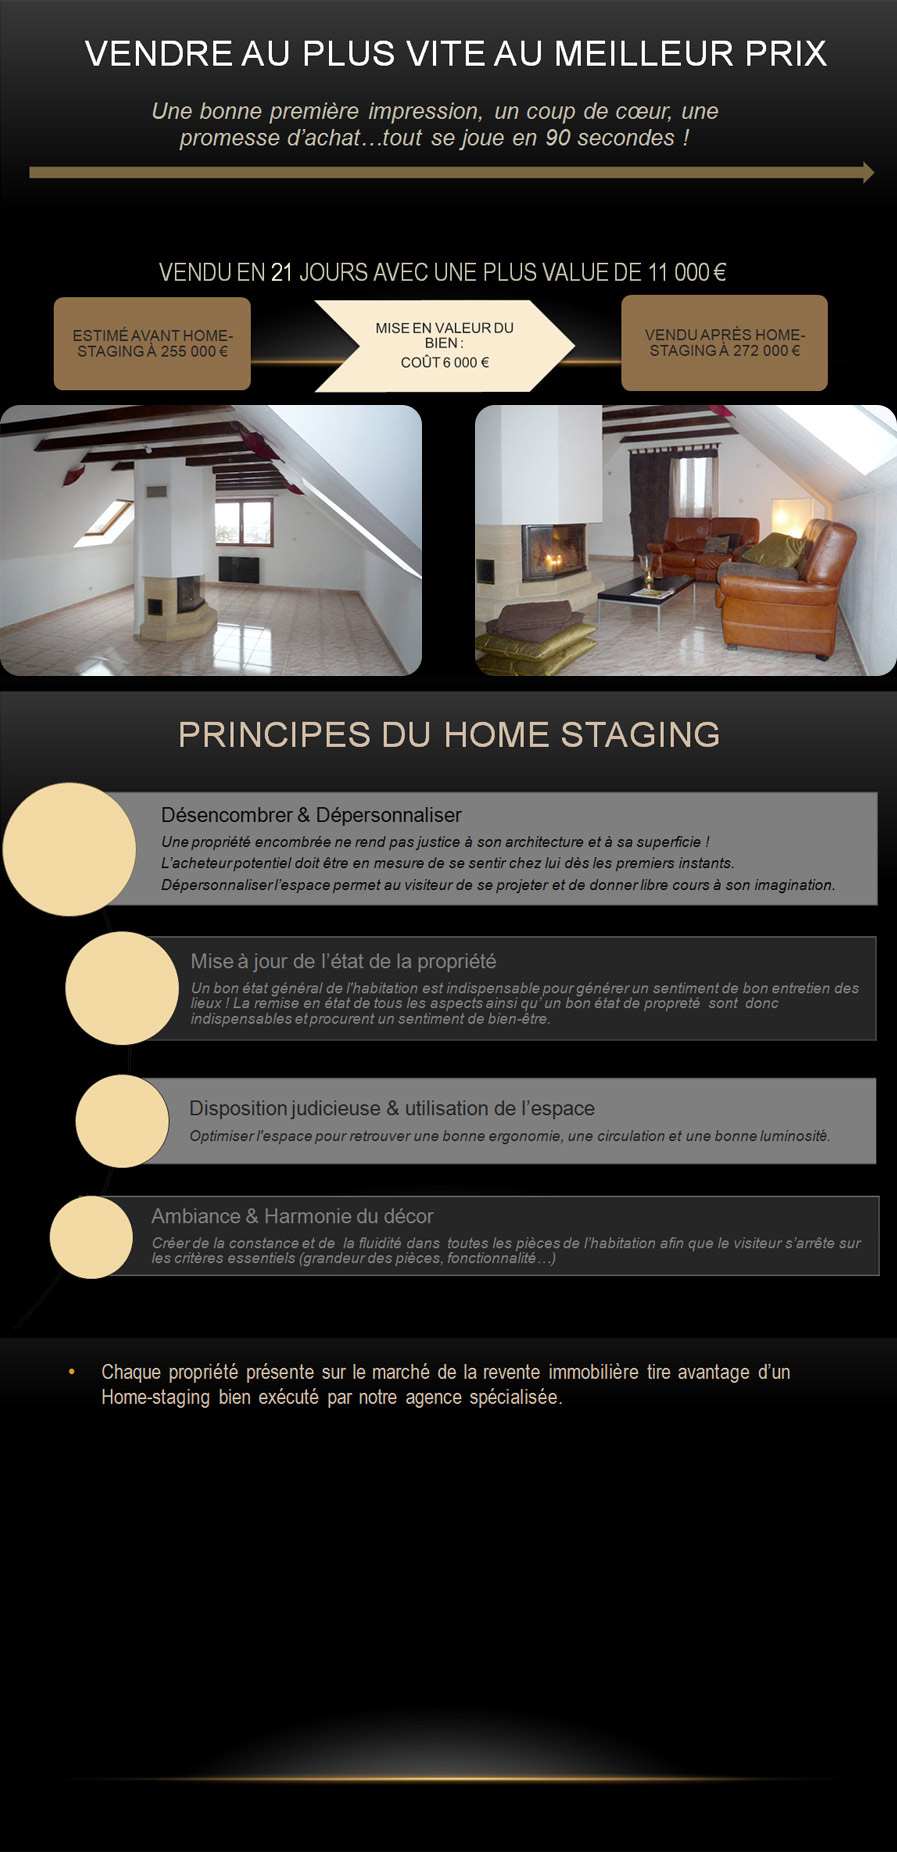 VENDRE AU PLUS VITE AU MEILLEUR PRIX
Une bonne première impression, un coup de cœur, une
promesse d’achat…tout se joue en 90 secondes !
VENDU EN 21 JOURS AVEC UNE PLUS VALUE DE 11 000 €
ESTIMÉ AVANT HOME-
STAGING À 255 000 €
MISE EN VALEUR DU
BIEN :
COÛT 6 000 €
VENDU APRÈS HOME-
STAGING À 272 000 €
PRINCIPES DU HOME STAGING
Désencombrer & Dépersonnaliser
Une propriété encombrée ne rend pas justice à son architecture et à sa superficie !
L’acheteur potentiel doit être en mesure de se sentir chez lui dès les premiers instants.
Dépersonnaliser l’espace permet au visiteur de se projeter et de donner libre cours à son imagination.
Mise à jour de l’état de la propriété
Un bon état général de l'habitation est indispensable pour générer un sentiment de bon entretien des
lieux ! La remise en état de tous les aspects ainsi qu’ un bon état de propreté sont donc
indispensables et procurent un sentiment de bien-être.
Disposition judicieuse & utilisation de l’espace
Optimiser l'espace pour retrouver une bonne ergonomie, une circulation et une bonne luminosité.
Ambiance & Harmonie du décor
Créer de la constance et de la fluidité dans toutes les pièces de l’habitation afin que le visiteur s’arrête sur
les critères essentiels (grandeur des pièces, fonctionnalité…)
• Chaque propriété présente sur le marché de la revente immobilière tire avantage d’un
Home-staging bien exécuté par notre agence spécialisée.